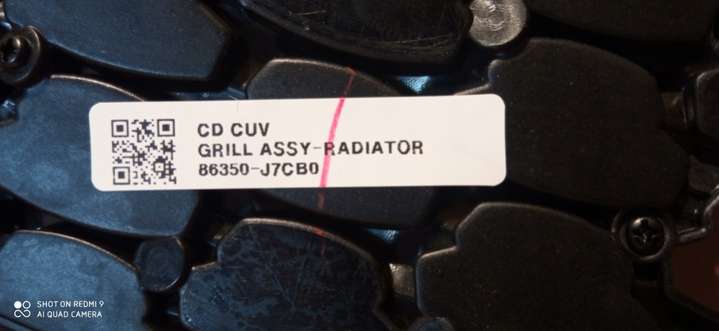 CD CUV
GRILL ASSY-RADIATOR
86350-J7CB0
SHOT ON REDMI 9
AI QUAD CAMERA